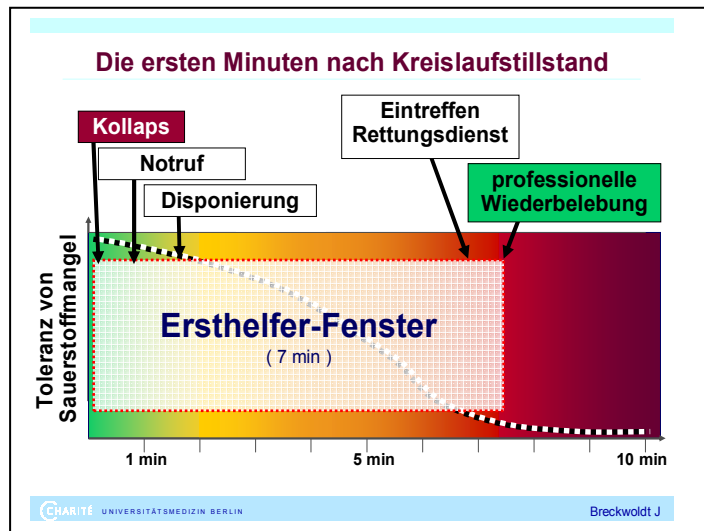 Die ersten Minuten nach Kreislaufstillstand
Kollaps
Notruf
Disponierung
Eintreffen
Rettungsdienst
professionelle
Wiederbelebung
Toleranz von
Sauerstoffmangel
Ersthelfer-Fenster
( 7 min )
1 min
5 min
10 min
CHARITÉ UNIVERSITÄTSMEDIZIN BERLIN
Breckwoldt J